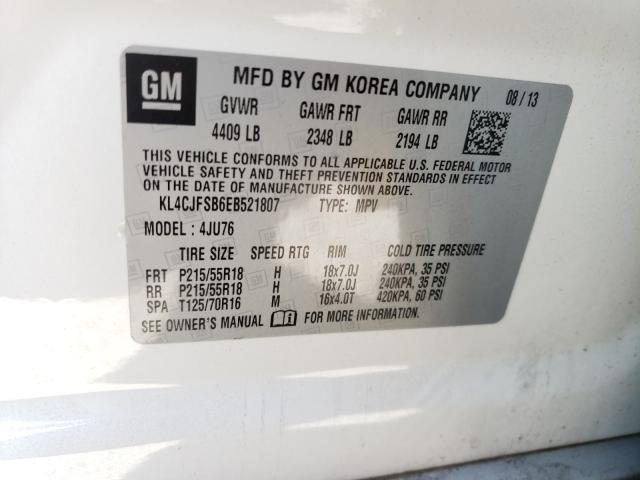 GM MFD BY GM KOREA COMPANY 08/13
GVWR GAWR FRT GAWR RR
4409 LB 2348 LB 2194 LB
THIS VEHICLE CONFORMS TO ALL APPLICABLE U.S. FEDERAL MOTOR
VEHICLE SAFETY, BUMPER, AND THEFT PREVENTION STANDARDS IN EFFECT
ON THE DATE OF MANUFACTURE SHOWN ABOVE.
KL4CJFSB6EB521807 TYPE: MPV
MODEL : 4JU76
TIRE SIZE SPEED RTG RIM COLD TIRE PRESSURE
FRT P215/55R18 H 18x7.0J 240KPA, 35 PSI
RR P215/55R18 H 18x7.0J 240KPA, 35 PSI
SPA T125/70R16 M 16x4.0T 420KPA, 60 PSI
SEE OWNER'S MANUAL FOR MORE INFORMATION.